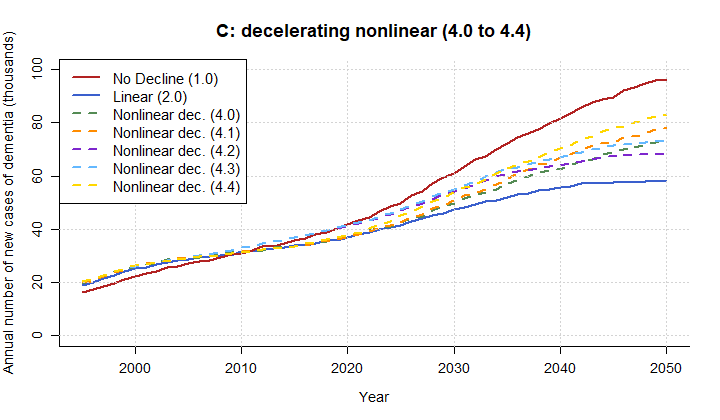 C: decelerating nonlinear (4.0 to 4.4)
Annual number of new cases of dementia (thousands)
100
80
60
40
20
0
No Decline (1.0)
Linear (2.0)
Nonlinear dec. (4.0)
Nonlinear dec. (4.1)
Nonlinear dec. (4.2)
Nonlinear dec. (4.3)
Nonlinear dec. (4.4)
2000 2010 2020 2030 2040 2050
Year